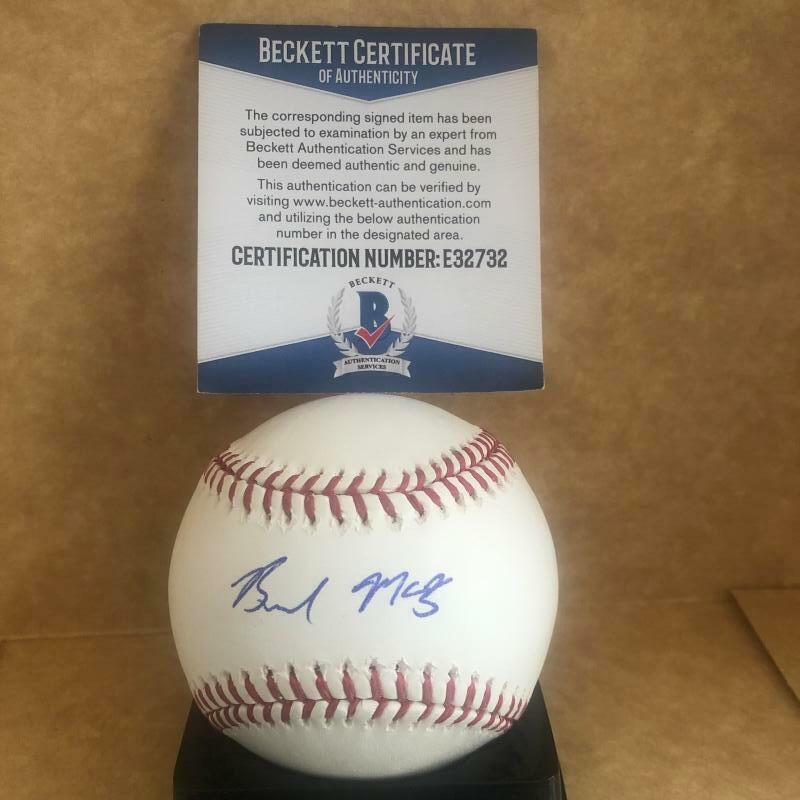 BECKETT CERTIFICATE
OF AUTHENTICITY
The corresponding signed item has been
subjected to examination by an expert from
Beckett Authentication Services and has
been deemed authentic and genuine.
This authentication can be verified by
visiting www.beckett-authentication.com
and utilizing the below authentication
number in the designated area.
CERTIFICATION NUMBER: E32732
BECKETT
B
AUTHENTICATION
SERVICES